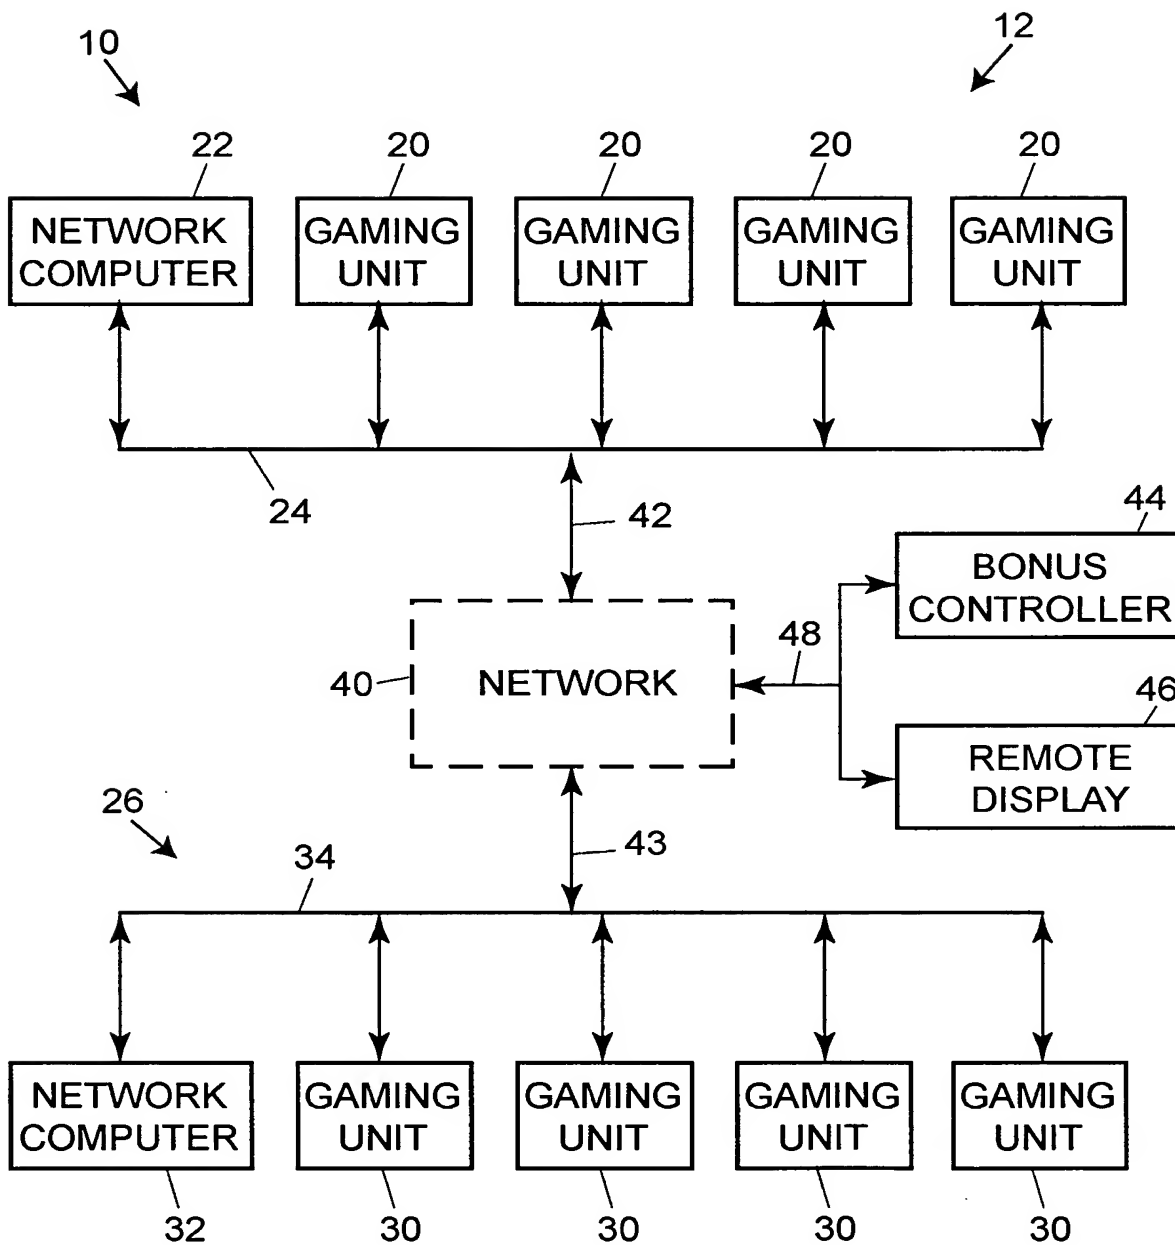 10
12
22
20
20
20
20
NETWORK
COMPUTER
GAMING
UNIT
GAMING
UNIT
GAMING
UNIT
GAMING
UNIT
24
42
44
BONUS
CONTROLLER
40
NETWORK
48
46
REMOTE
DISPLAY
26
43
34
NETWORK
COMPUTER
GAMING
UNIT
GAMING
UNIT
GAMING
UNIT
GAMING
UNIT
32
30
30
30
30